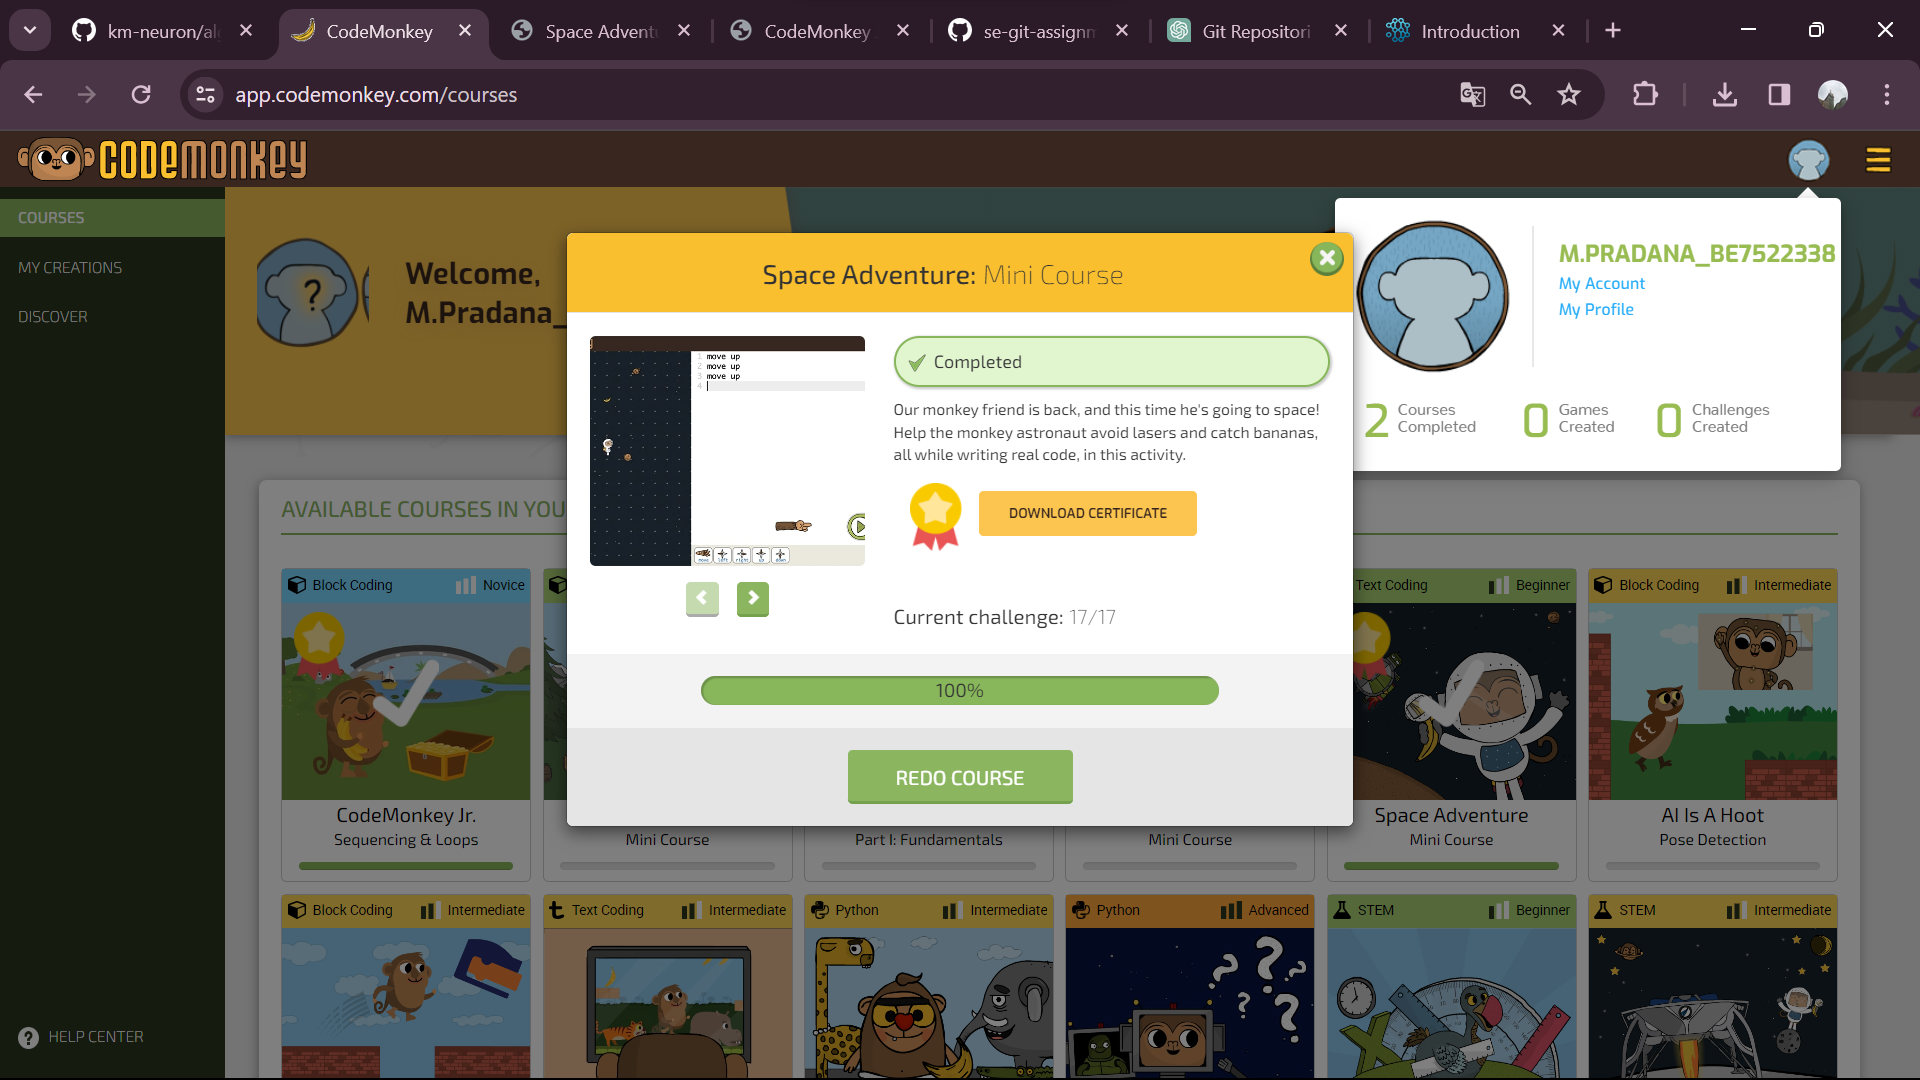 km-neuron/al
CodeMonkey
Space Advent
CodeMonkey
se-git-assignm
Git Repositori
Introduction
app.codemonkey.com/courses
CODEMONKEY
COURSES
MY CREATIONS
DISCOVER
HELP CENTER
Welcome,
M.Pradana_
M.PRADANA_BE7522338
My Account
My Profile
2 Courses Completed
0 Games Created
0 Challenges Created
Space Adventure: Mini Course
1 move up
2 move up
3 move up
4
Completed
Our monkey friend is back, and this time he's going to space!
Help the monkey astronaut avoid lasers and catch bananas,
all while writing real code, in this activity.
DOWNLOAD CERTIFICATE
Current challenge: 17/17
100%
REDO COURSE
AVAILABLE COURSES IN YOU
Block Coding Novice
Text Coding Beginner
Block Coding Intermediate
CodeMonkey Jr.
Sequencing & Loops
Mini Course
Part I: Fundamentals
Mini Course
Space Adventure
Mini Course
AI Is A Hoot
Pose Detection
Block Coding Intermediate
Text Coding Intermediate
Python Intermediate
Python Advanced
STEM Beginner
STEM Intermediate